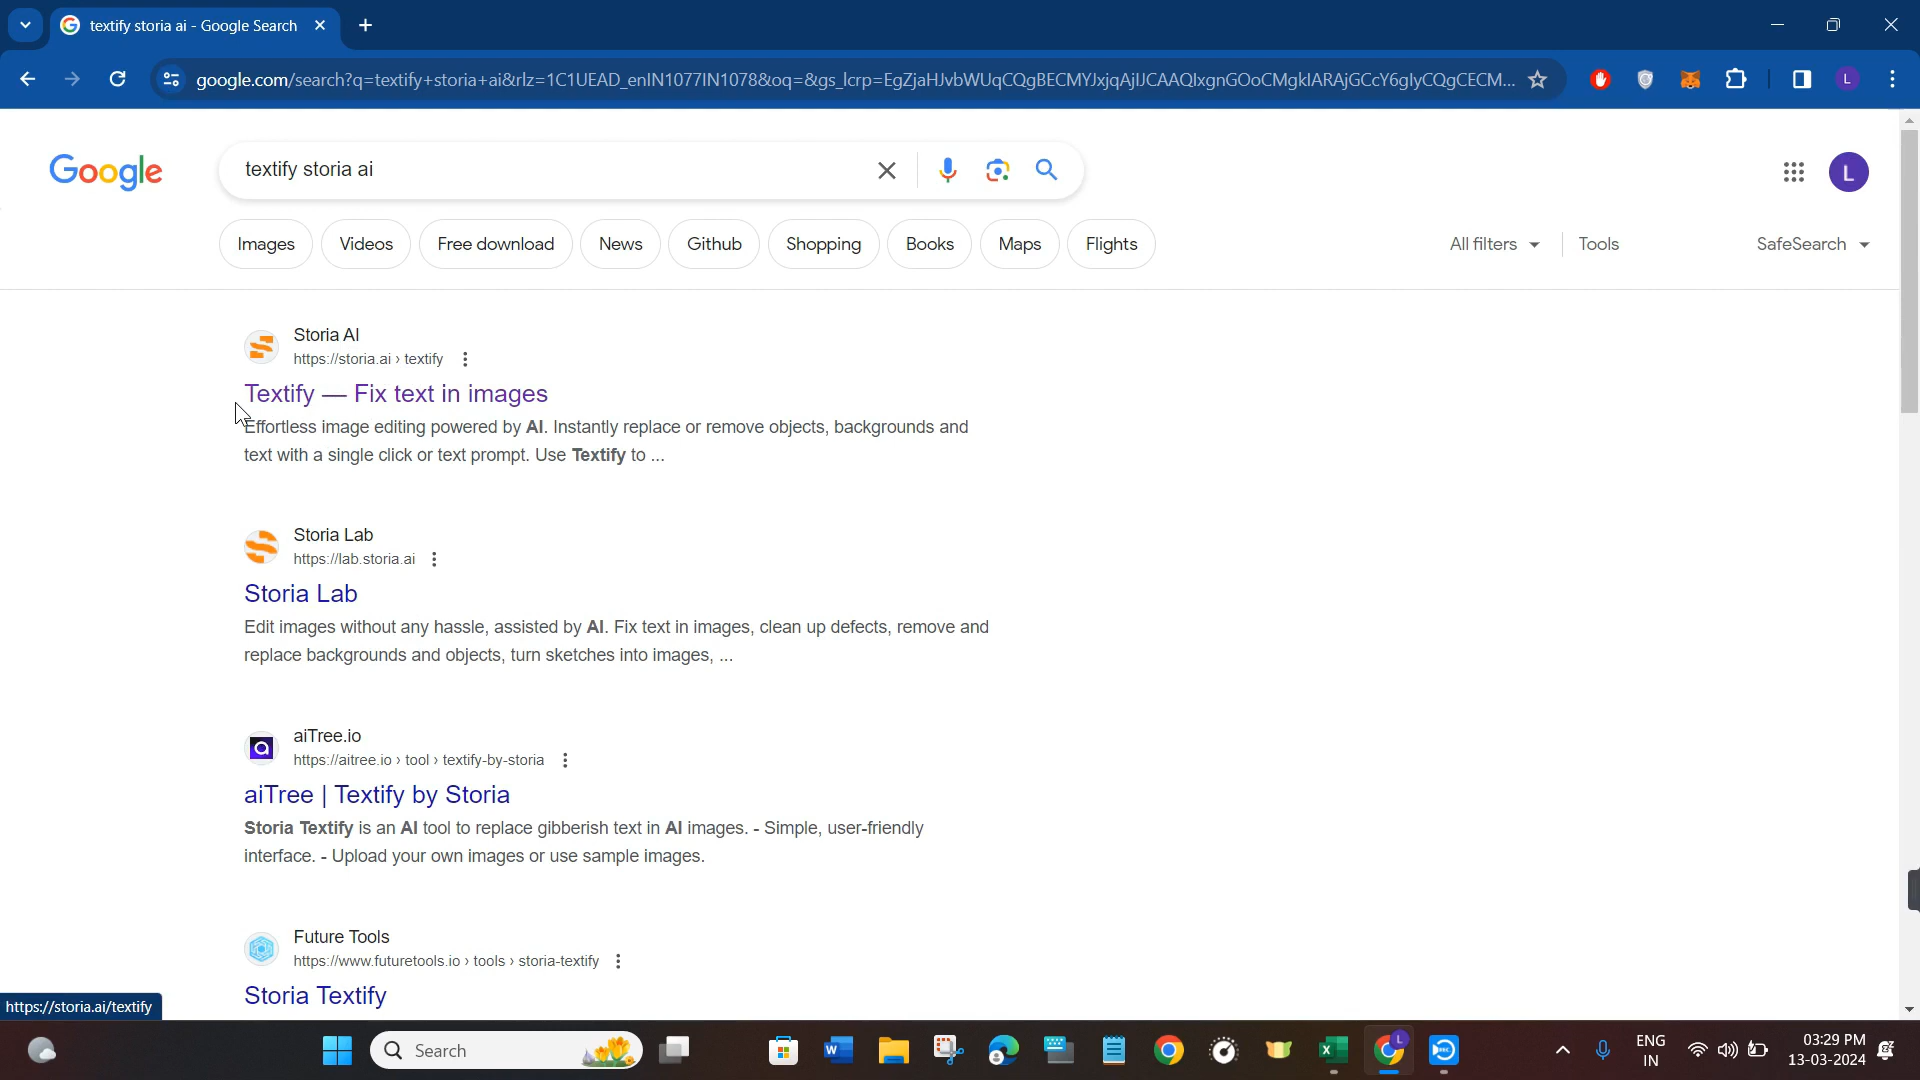 textify storia ai - Google Search
google.com/search?q=textify+storia+ai&rlz=1C1UEAD_enIN1077IN1078&oq=&gs_lcrp=
Google
textify storia ai
L
Images
Videos
Free download
News
Github
Shopping
Books
Maps
Flights
All filters
Tools
SafeSearch
Storia AI
https://storia.ai › textify
Textify — Fix text in images
Effortless image editing powered by AI. Instantly replace or remove objects, backgrounds and
text with a single click or text prompt. Use Textify to ...
Storia Lab
https://lab.storia.ai
Storia Lab
Edit images without any hassle, assisted by AI. Fix text in images, clean up defects, remove and
replace backgrounds and objects, turn sketches into images, ...
aiTree.io
https://aitree.io › tool › textify-by-storia
aiTree | Textify by Storia
Storia Textify is an AI tool to replace gibberish text in AI images. - Simple, user-friendly
interface. - Upload your own images or use sample images.
Future Tools
https://www.futuretools.io › tools › storia-textify
Storia Textify
https://storia.ai/textify
Search
ENG
IN
03:29 PM
13-03-2024